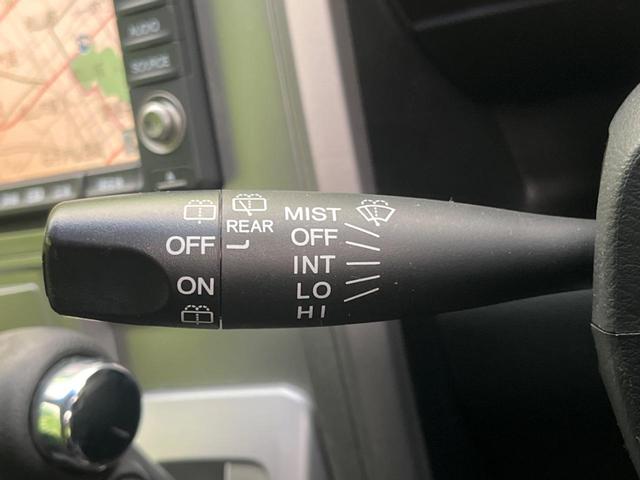 AUDIO
SOURCE
OFF
ON
REAR
MIST
OFF
INT
LO
HI